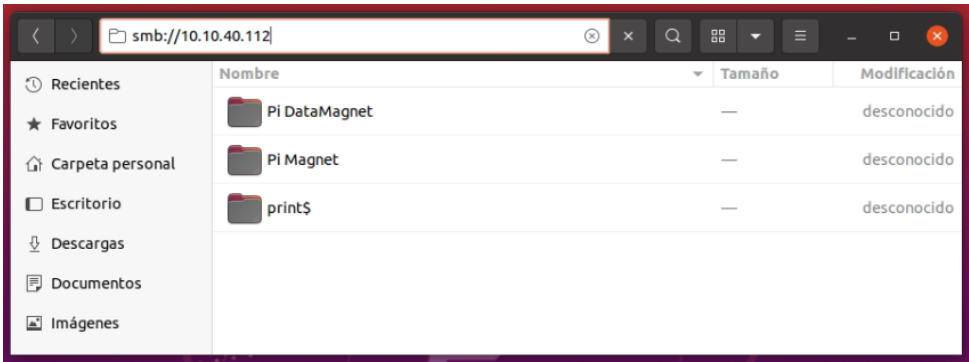 smb://10.10.40.112
Recientes
Favoritos
Carpeta personal
Escritorio
Descargas
Documentos
Imágenes
Nombre Tamaño Modificación
Pi DataMagnet — desconocido
Pi Magnet — desconocido
print$ — desconocido